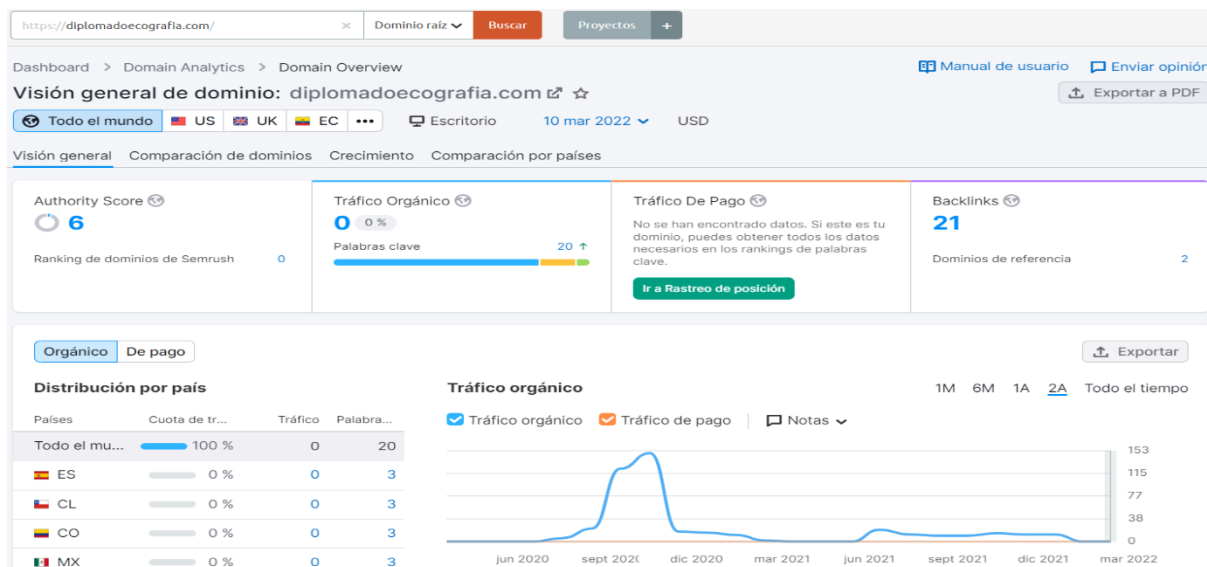 https://diplomadoecografia.com/ × Dominio raíz Buscar Proyectos +
Dashboard > Domain Analytics > Domain Overview Manual de usuario Enviar opinión
Visión general de dominio: diplomadoecografia.com Exportar a PDF
Todo el mundo US UK EC ••• Escritorio 10 mar 2022 USD
Visión general Comparación de dominios Crecimiento Comparación por países
Authority Score Tráfico Orgánico Tráfico De Pago Backlinks
6 0 0 % No se han encontrado datos. Si este es tu 21
dominio, puedes obtener todos los datos
Palabras clave 20 ↑ necesarios en los rankings de palabras
Ranking de dominios de Semrush 0 clave. Dominios de referencia 2
Ir a Rastreo de posición
Orgánico De pago Exportar
Distribución por país Tráfico orgánico 1M 6M 1A 2A Todo el tiempo
Países Cuota de tr... Tráfico Palabra... Tráfico orgánico Tráfico de pago Notas
Todo el mu... 100 % 0 20
153
ES 0 % 0 3
115
CL 0 % 0 3
77
CO 0 % 0 3
38
0
MX 0 % 0 3
jun 2020 sept 202( dic 2020 mar 2021 jun 2021 sept 2021 dic 2021 mar 2022